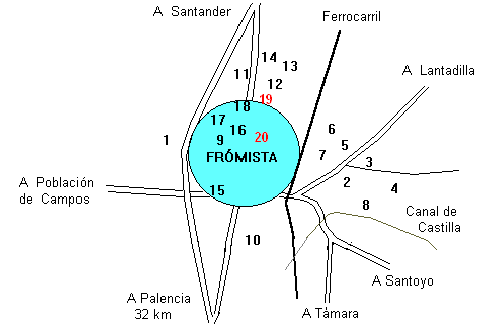 A Santander
Ferrocarril
14
13
11
12
A Lantadilla
19
18
17
16
6
1
9
20
5
FRÓMISTA
7
3
A Población
de Campos
15
2
4
8
Canal de
Castilla
10
A Santoyo
A Palencia
32 km
A Támara